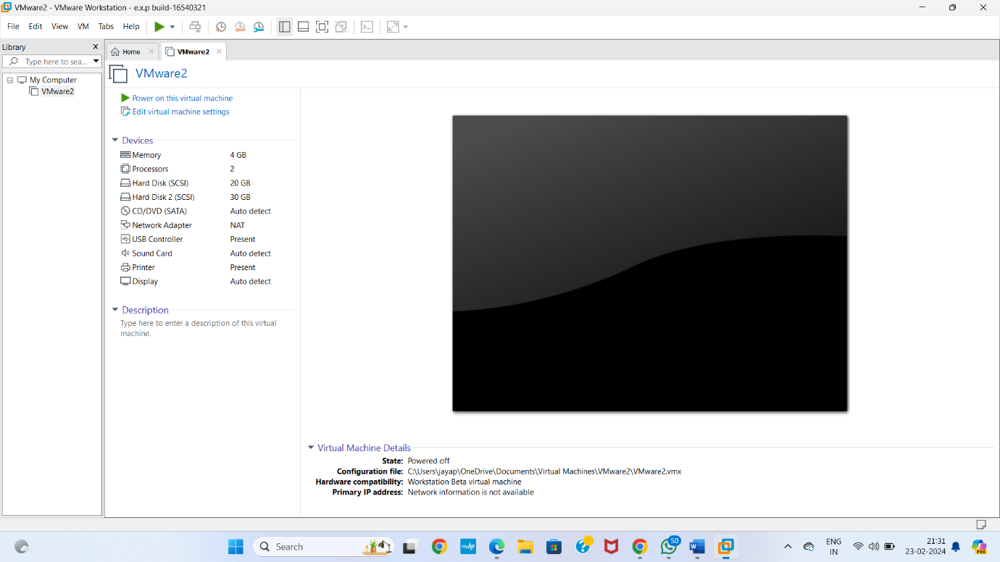 VMware2 - VMware Workstation - e.x.p build-16540321
File Edit View VM Tabs Help
Library
Type here to sea...
My Computer
VMware2
Home
VMware2
VMware2
Power on this virtual machine
Edit virtual machine settings
Devices
Memory 4 GB
Processors 2
Hard Disk (SCSI) 20 GB
Hard Disk 2 (SCSI) 30 GB
CD/DVD (SATA) Auto detect
Network Adapter NAT
USB Controller Present
Sound Card Auto detect
Printer Present
Display Auto detect
Description
Type here to enter a description of this virtual
machine.
Virtual Machine Details
State: Powered off
Configuration file: C:\Users\jayap\OneDrive\Documents\Virtual Machines\VMware2\VMware2.vmx
Hardware compatibility: Workstation Beta virtual machine
Primary IP address: Network information is not available
Search
myhp
50
ENG
IN
21:31
23-02-2024
PRE